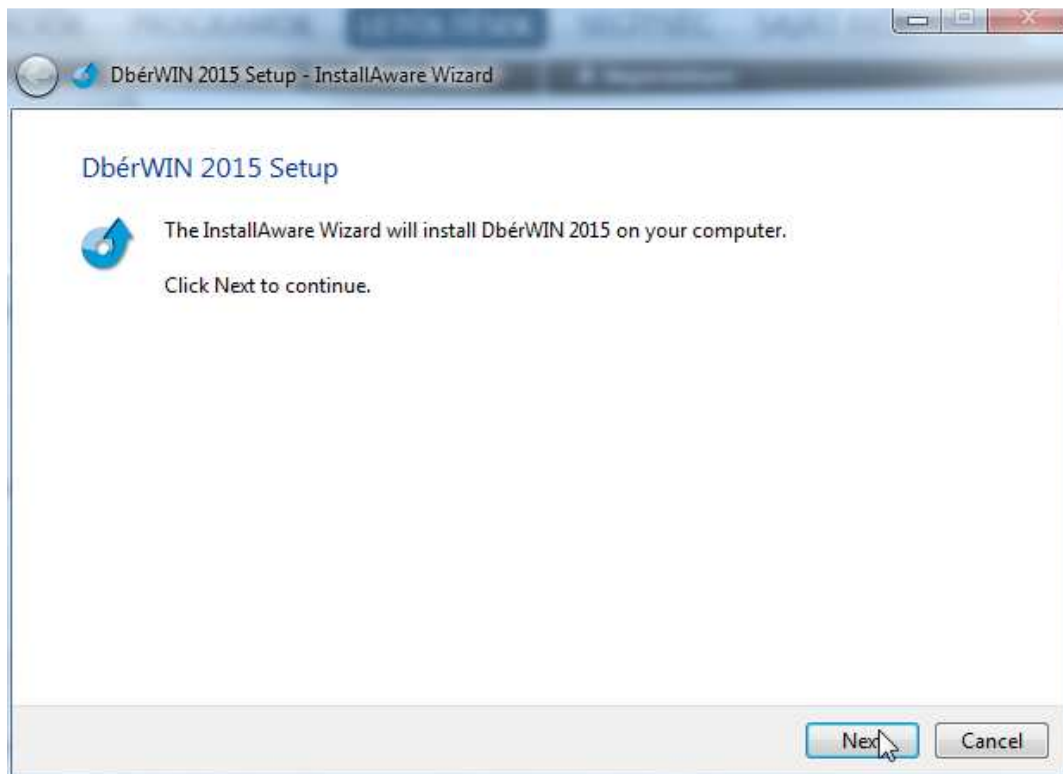 DbérWIN 2015 Setup - InstallAware Wizard
DbérWIN 2015 Setup
The InstallAware Wizard will install DbérWIN 2015 on your computer.
Click Next to continue.
Next
Cancel